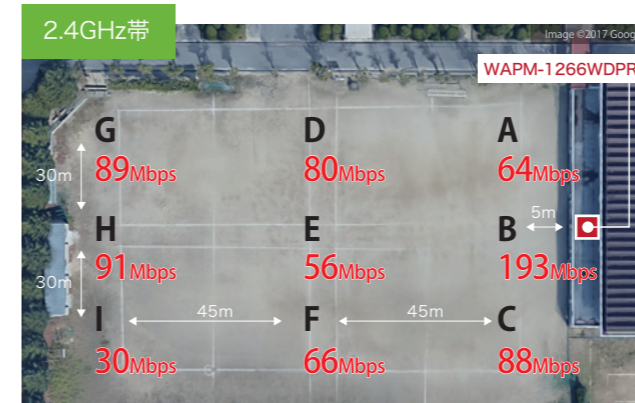 2.4GHz帯
Image ©2017 Goog
WAPM-1266WDPR
G
D
A
89Mbps
80Mbps
64Mbps
30m
5m
H
E
B
91Mbps
56Mbps
193Mbps
30m
45m
45m
I
F
C
30Mbps
66Mbps
88Mbps